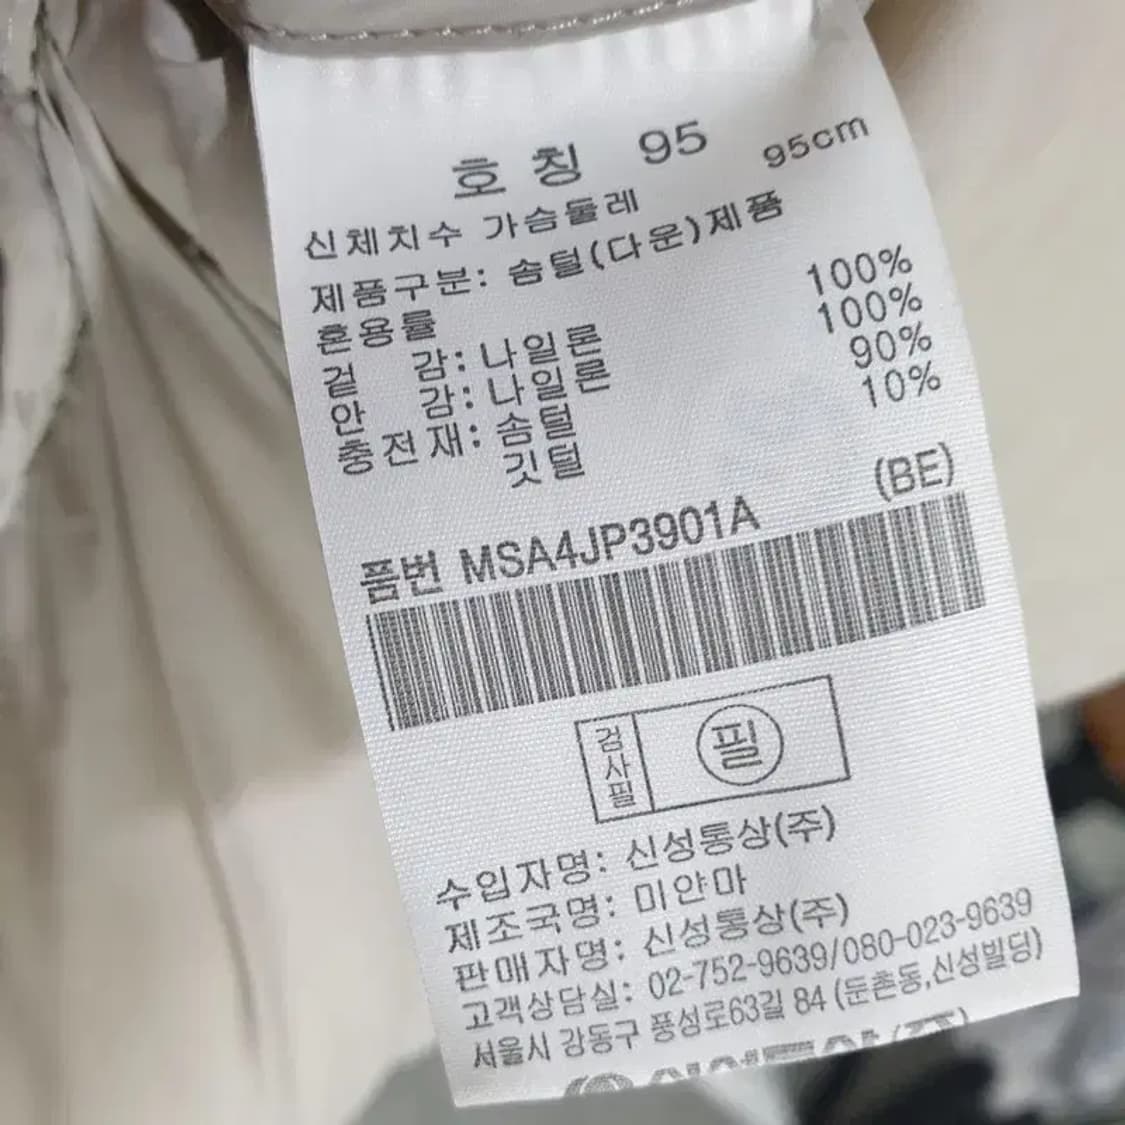 호칭 95
신체치수 가슴둘레 95cm
제품구분: 솜털(다운)제품
혼용률
겉 감: 나일론 100%
안 감: 나일론 100%
충전재: 솜털 90%
깃털 10%
(BE)
품번 MSA4JP3901A
검사필 필
수입자명: 신성통상(주)
제조국명: 미얀마
판매자명: 신성통상(주)
고객상담실: 02-752-9639/080-023-9639
서울시 강동구 풍성로63길 84 (둔촌동,신성빌딩)